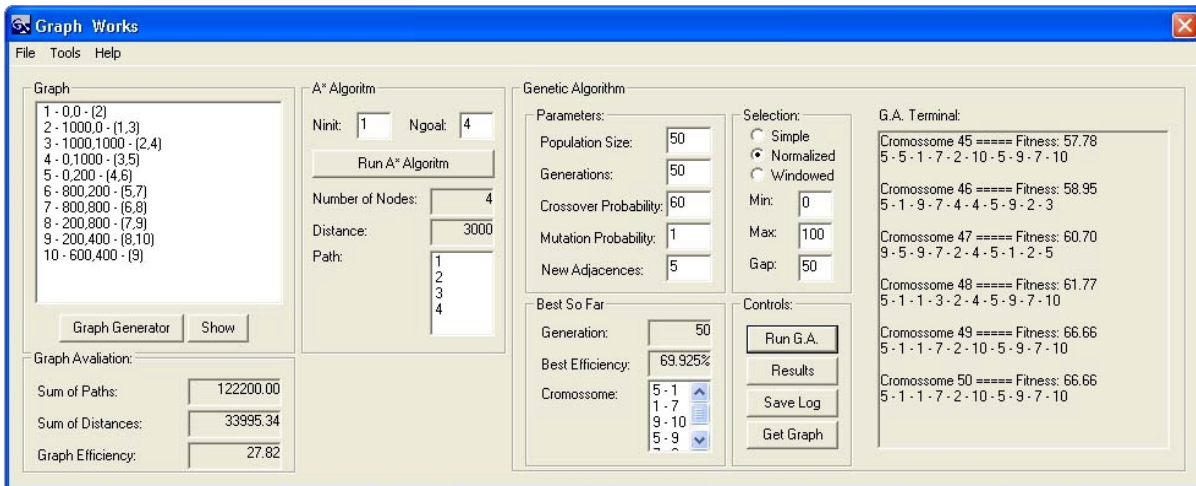 Graph Works
File Tools Help
Graph
1 - 0,0 - (2)
2 - 1000,0 - (1,3)
3 - 1000,1000 - (2,4)
4 - 0,1000 - (3,5)
5 - 0,200 - (4,6)
6 - 800,200 - (5,7)
7 - 800,800 - (6,8)
8 - 200,800 - (7,9)
9 - 200,400 - (8,10)
10 - 600,400 - (9)
Graph Generator Show
Graph Avaliation:
Sum of Paths: 122200.00
Sum of Distances: 33995.34
Graph Efficiency: 27.82
A* Algoritm
Ninit: 1 Ngoal: 4
Run A* Algoritm
Number of Nodes: 4
Distance: 3000
Path:
1
2
3
4
Genetic Algorithm
Parameters:
Population Size: 50
Generations: 50
Crossover Probability: 60
Mutation Probability: 1
New Adjacences: 5
Best So Far
Generation: 50
Best Efficiency: 69.925%
Cromossome:
5 - 1
1 - 7
9 - 10
5 - 9
Selection:
Simple
Normalized
Windowed
Min: 0
Max: 100
Gap: 50
Controls:
Run G.A.
Results
Save Log
Get Graph
G.A. Terminal:
Cromossome 45 ===== Fitness: 57.78
5 - 5 - 1 - 7 - 2 - 10 - 5 - 9 - 7 - 10
Cromossome 46 ===== Fitness: 58.95
5 - 1 - 9 - 7 - 4 - 4 - 5 - 9 - 2 - 3
Cromossome 47 ===== Fitness: 60.70
9 - 5 - 9 - 7 - 2 - 4 - 5 - 1 - 2 - 5
Cromossome 48 ===== Fitness: 61.77
5 - 1 - 1 - 3 - 2 - 4 - 5 - 9 - 7 - 10
Cromossome 49 ===== Fitness: 66.66
5 - 1 - 1 - 7 - 2 - 10 - 5 - 9 - 7 - 10
Cromossome 50 ===== Fitness: 66.66
5 - 1 - 1 - 7 - 2 - 10 - 5 - 9 - 7 - 10